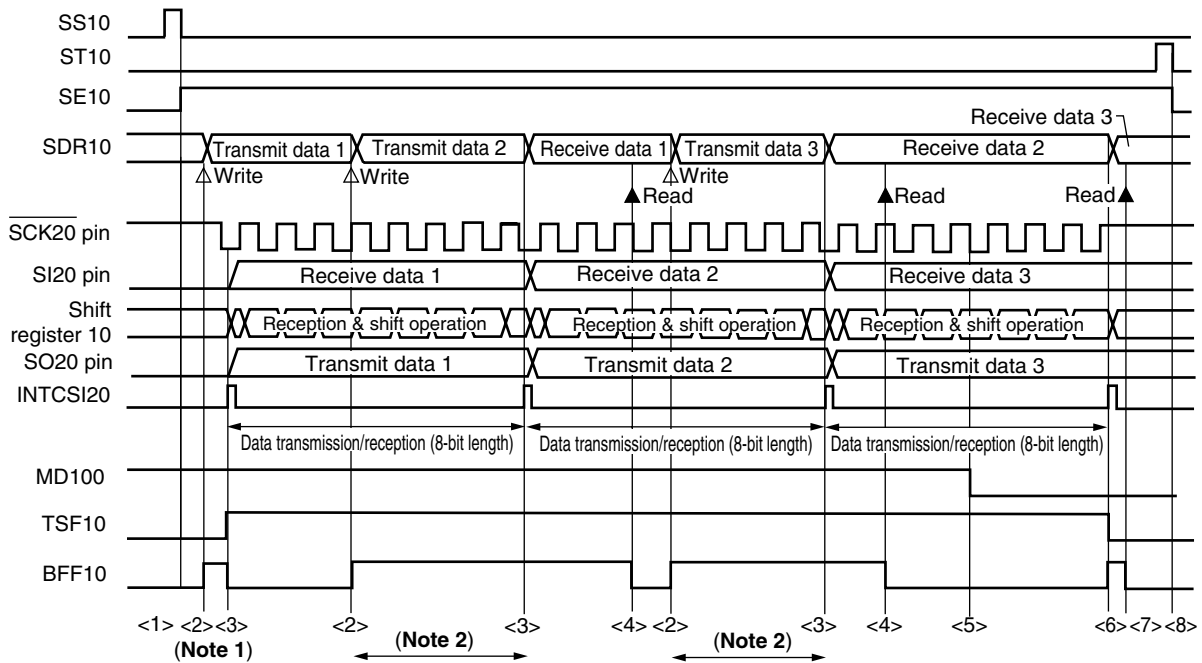 SS10
ST10
SE10
Receive data 3
SDR10 Transmit data 1 Transmit data 2 Receive data 1 Transmit data 3 Receive data 2
Write Write Write
Read Read Read
SCK20 pin
SI20 pin Receive data 1 Receive data 2 Receive data 3
Shift
register 10 Reception & shift operation Reception & shift operation Reception & shift operation
SO20 pin Transmit data 1 Transmit data 2 Transmit data 3
INTCSI20
Data transmission/reception (8-bit length) Data transmission/reception (8-bit length) Data transmission/reception (8-bit length)
MD100
TSF10
BFF10
<1> <2> <3> <2> <3> <4> <2> <3> <4> <5> <6> <7> <8>
(Note 1) (Note 2) (Note 2)